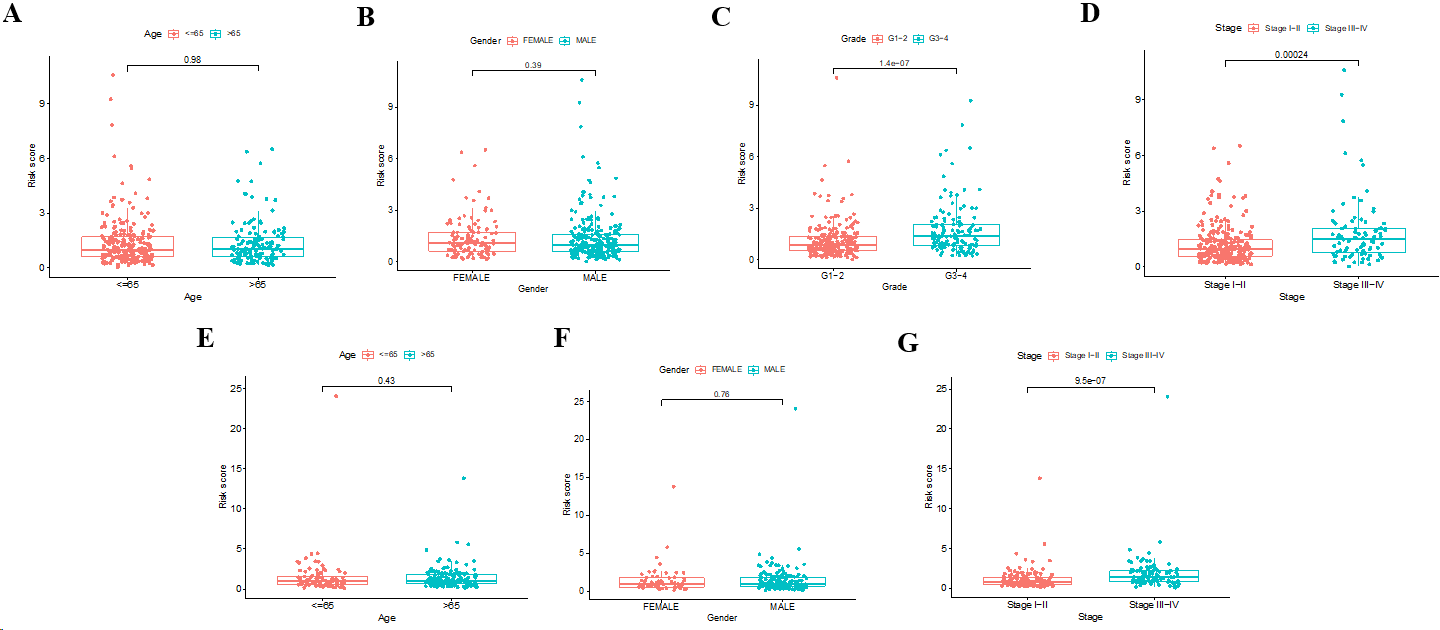 A
Age <=65 >65
0.98
Risk score
9
6
3
0
<=65 >65
Age
B
Gender FEMALE MALE
0.39
Risk score
9
6
3
0
FEMALE MALE
Gender
C
Grade G1-2 G3-4
1.4e-07
Risk score
9
6
3
0
G1-2 G3-4
Grade
D
Stage Stage I-II Stage III-IV
0.00024
Risk score
9
6
3
0
Stage I-II Stage III-IV
Stage
E
Age <=65 >65
0.43
Risk score
25
20
15
10
5
0
<=65 >65
Age
F
Gender FEMALE MALE
0.76
Risk score
25
20
15
10
5
0
FEMALE MALE
Gender
G
Stage Stage I-II Stage III-IV
9.5e-07
Risk score
25
20
15
10
5
0
Stage I-II Stage III-IV
Stage